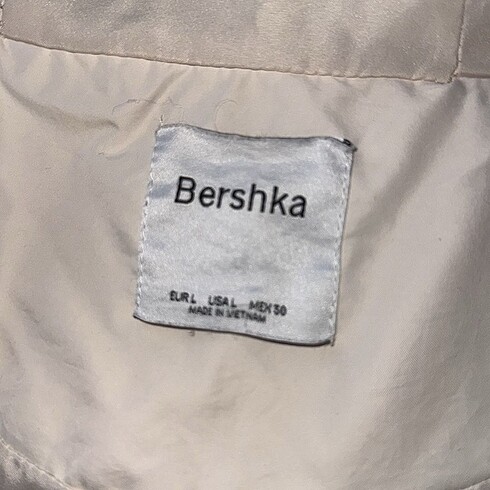 Bershka
EUR L USA L MEX 30
MADE IN VIETNAM